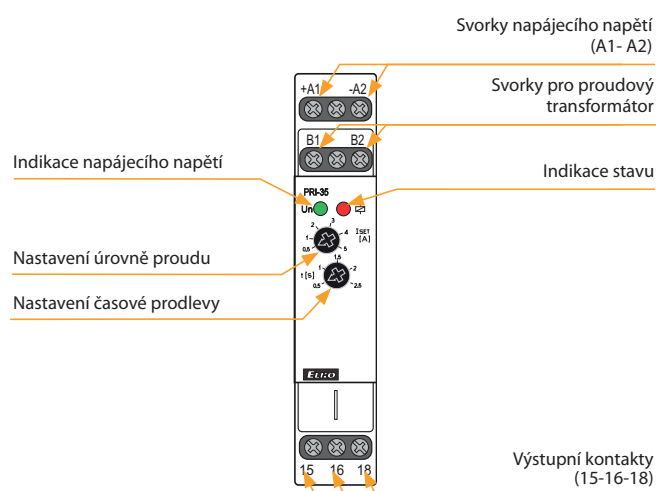 Svorky napájecího napětí
(A1- A2)
+A1 -A2
Svorky pro proudový
transformátor
B1 B2
Indikace napájecího napětí
Indikace stavu
PRI-35
Un
2 3
1 4
0,5 5
ISET
[A]
Nastavení úrovně proudu
1,5
1 2
t [s]
0,5 2,5
Nastavení časové prodlevy
ELKO
15 16 18
Výstupní kontakty
(15-16-18)